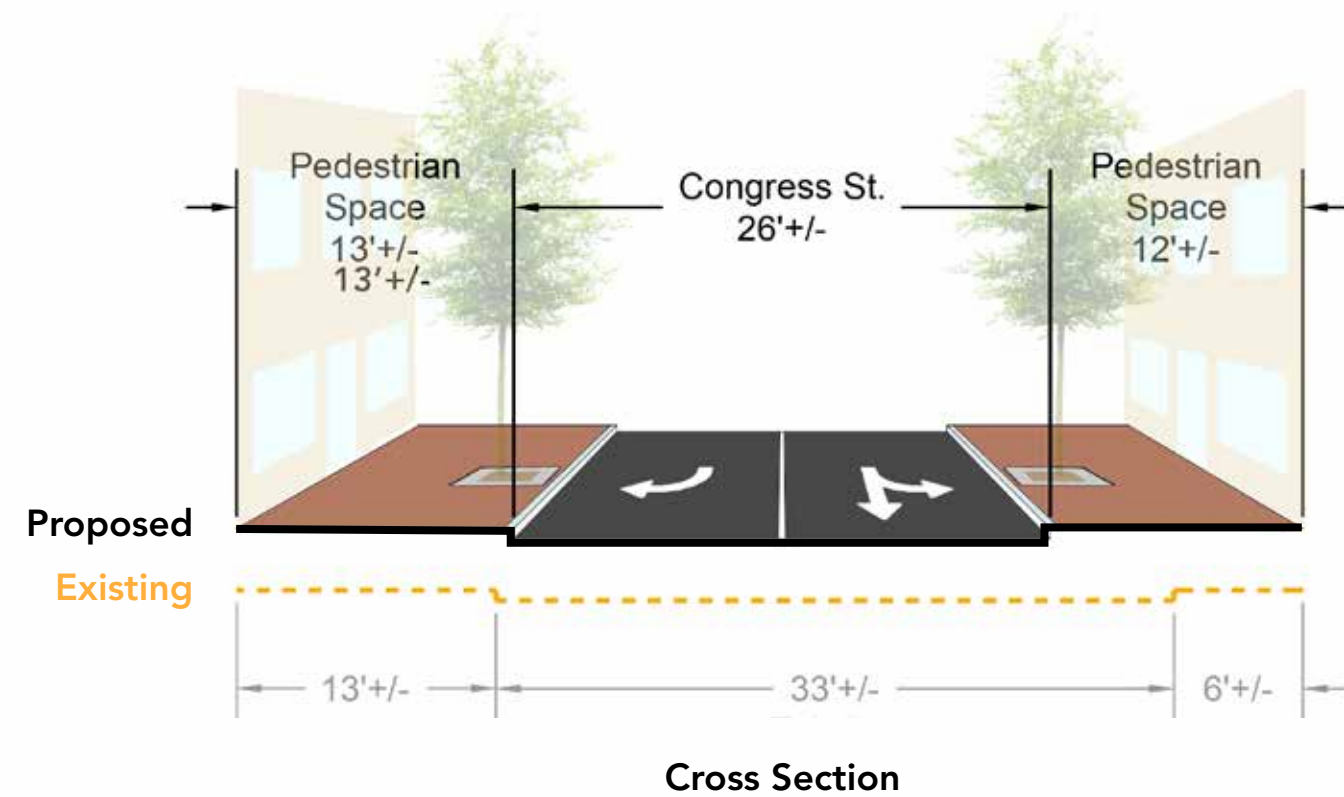 Pedestrian
Space
13'+/-
13'+/-
Congress St.
26'+/-
Pedestrian
Space
12'+/-
Proposed
Existing
13'+/-
33'+/-
6'+/-
Cross Section